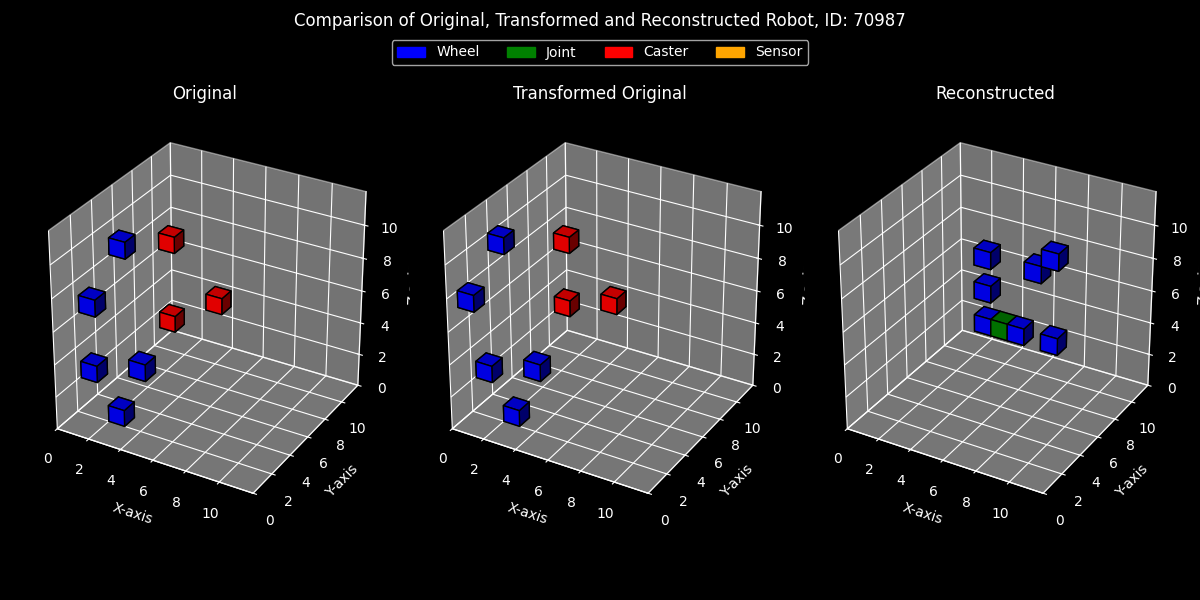 Comparison of Original, Transformed and Reconstructed Robot, ID: 70987
Wheel Joint Caster Sensor
Original Transformed Original Reconstructed
10 10 10
8 8 8
6 6 6
4 4 4
2 2 2
0 0 0
0 2 4 6 8 10 0 2 4 6 8 10 0 2 4 6 8 10
0 2 4 6 8 10 0 2 4 6 8 10 0 2 4 6 8 10
X-axis Y-axis X-axis Y-axis X-axis Y-axis